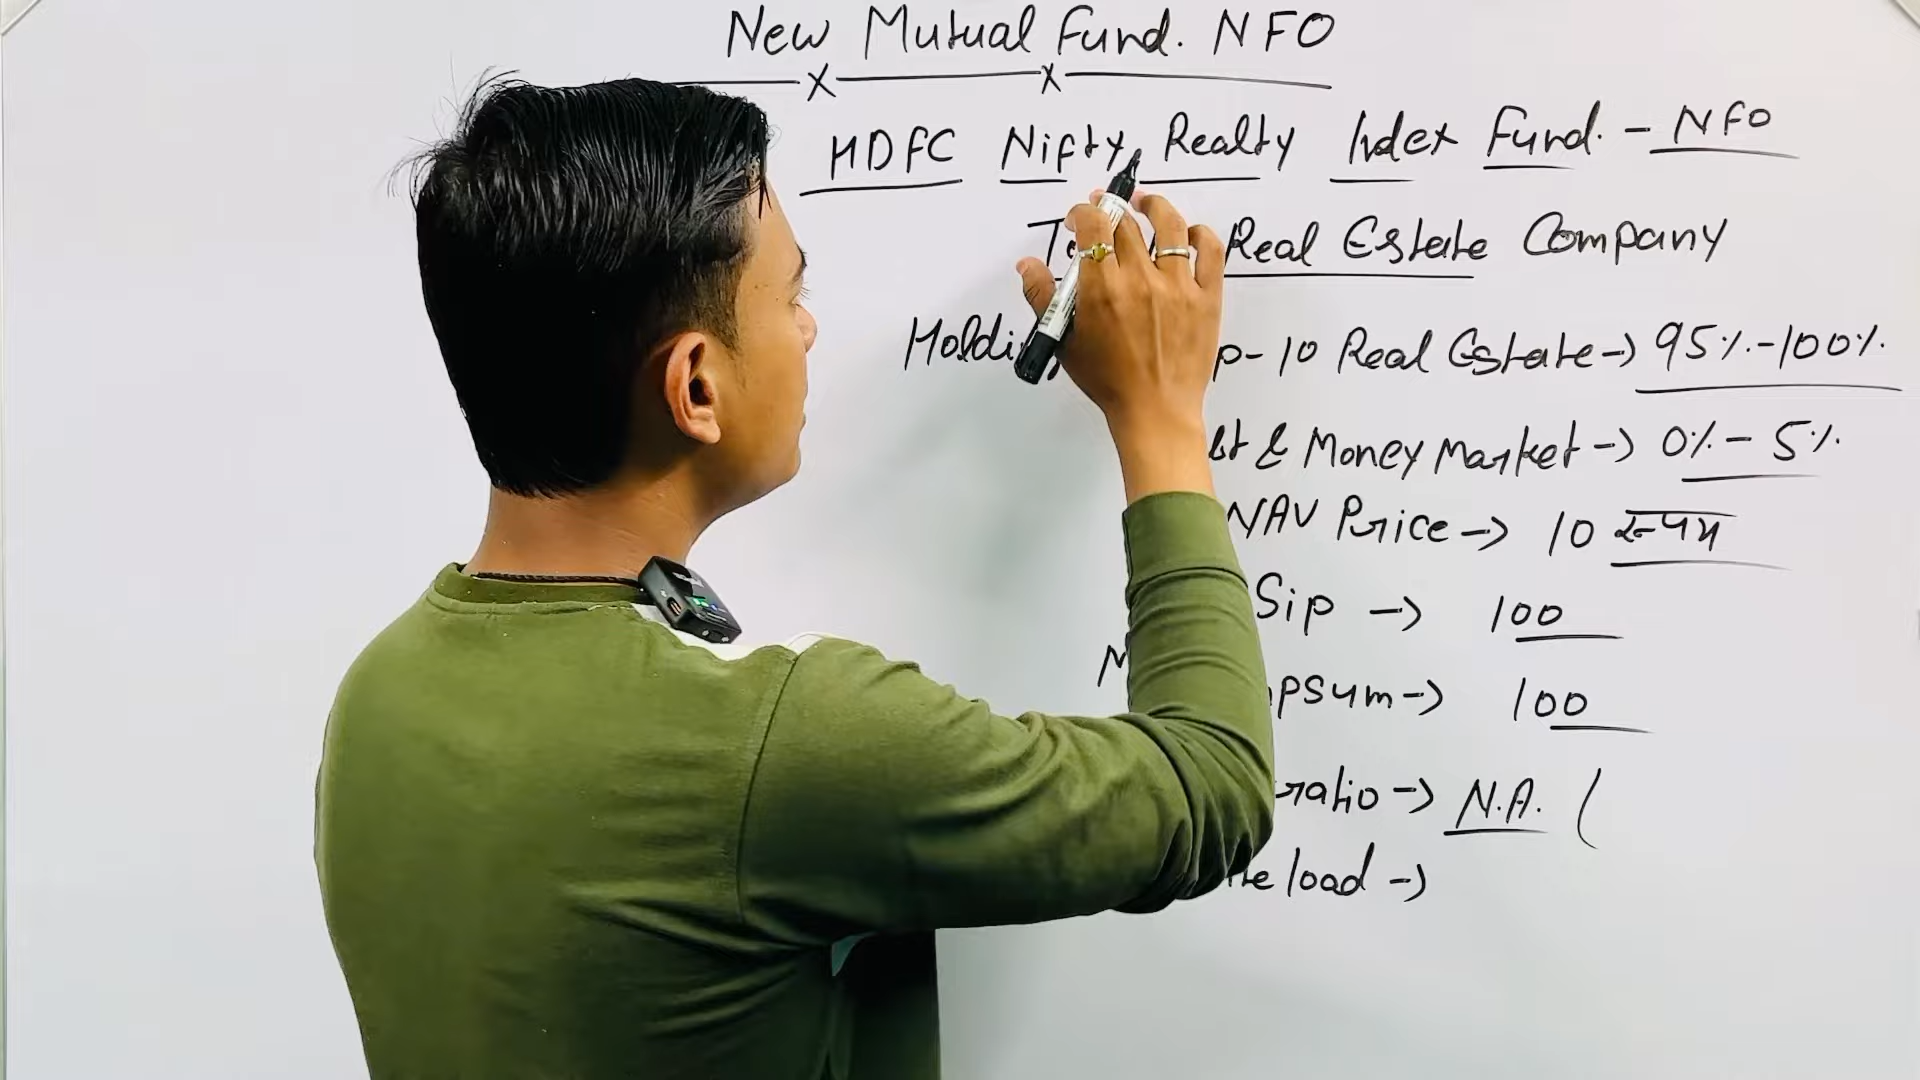 New Mutual Fund. NFO
HDFC Nifty Realty Index Fund. - NFO
Real Estate Company
10 Real Estate → 95%-100%
& Money Market → 0% - 5%
NAV Price → 10 रुपय
Sip → 100
100
ratio → N.A. (
load →